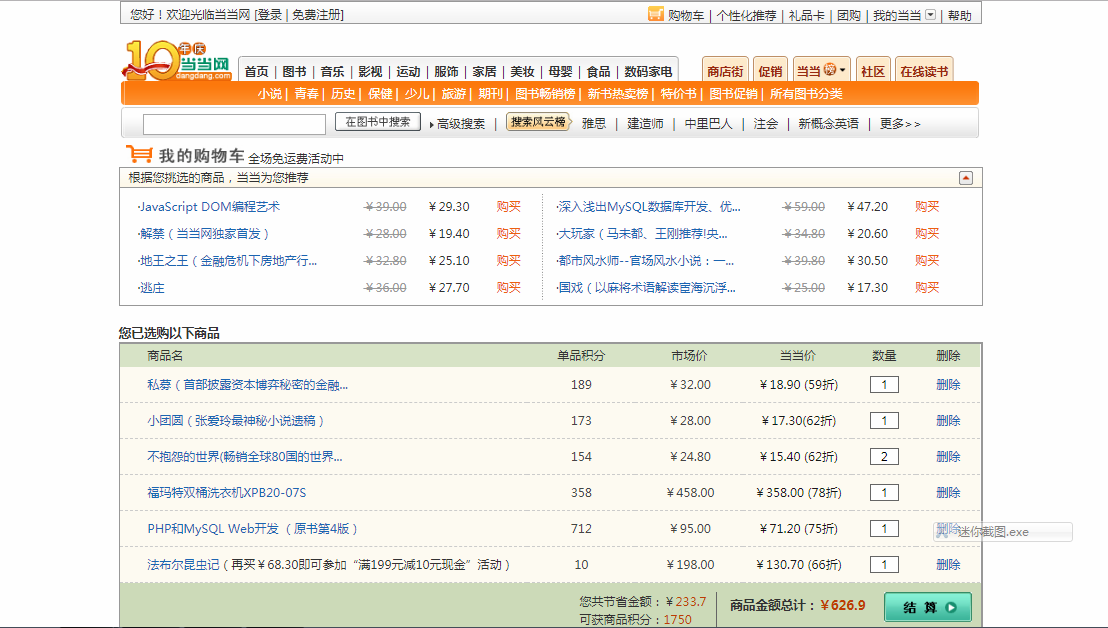 您好！欢迎光临当当网 [登录 | 免费注册] 购物车 | 个性化推荐 | 礼品卡 | 团购 | 我的当当 | 帮助
10年庆 当当网 dangdang.com
首页 | 图书 | 音乐 | 影视 | 运动 | 服饰 | 家居 | 美妆 | 母婴 | 食品 | 数码家电 商店街 促销 当当榜 社区 在线读书
小说 | 青春 | 历史 | 保健 | 少儿 | 旅游 | 期刊 | 图书畅销榜 | 新书热卖榜 | 特价书 | 图书促销 | 所有图书分类
在图书中搜索 高级搜索 | 搜索风云榜 雅思 | 建造师 | 中里巴人 | 注会 | 新概念英语 | 更多>>
我的购物车 全场免运费活动中
根据您挑选的商品，当当为您推荐
·JavaScript DOM编程艺术 ￥39.00 ￥29.30 购买 ·深入浅出MySQL数据库开发、优... ￥59.00 ￥47.20 购买
·解禁（当当网独家首发） ￥28.00 ￥19.40 购买 ·大玩家（马未都、王刚推荐!央... ￥34.80 ￥20.60 购买
·地王之王（金融危机下房地产行... ￥32.80 ￥25.10 购买 ·都市风水师--官场风水小说：一... ￥39.80 ￥30.50 购买
·逃庄 ￥36.00 ￥27.70 购买 ·国戏（以麻将术语解读宦海沉浮... ￥25.00 ￥17.30 购买
您已选购以下商品
商品名 单品积分 市场价 当当价 数量 删除
私募（首部披露资本博弈秘密的金融... 189 ￥32.00 ￥18.90 (59折) 1 删除
小团圆（张爱玲最神秘小说遗稿） 173 ￥28.00 ￥17.30(62折) 1 删除
不抱怨的世界(畅销全球80国的世界... 154 ￥24.80 ￥15.40 (62折) 2 删除
福玛特双桶洗衣机XPB20-07S 358 ￥458.00 ￥358.00 (78折) 1 删除
PHP和MySQL Web开发 （原书第4版） 712 ￥95.00 ￥71.20 (75折) 1 删除
迷你截图.exe
法布尔昆虫记（再买￥68.30即可参加“满199元减10元现金”活动） 10 ￥198.00 ￥130.70 (66折) 1 删除
您共节省金额：￥233.7 商品金额总计：￥626.9 结 算
可获商品积分：1750